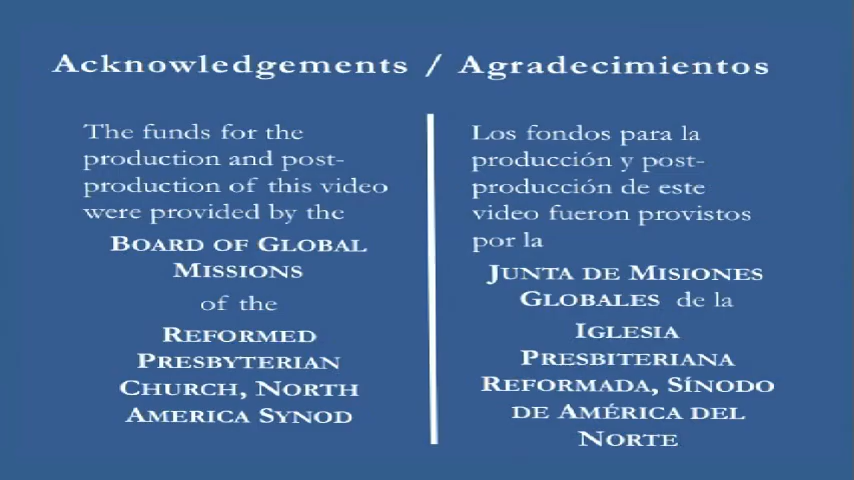 Acknowledgements / Agradecimientos
The funds for the
production and post-
production of this video
were provided by the
BOARD OF GLOBAL
MISSIONS
of the
REFORMED
PRESBYTERIAN
CHURCH, NORTH
AMERICA SYNOD
Los fondos para la
producción y post-
producción de este
video fueron provistos
por la
JUNTA DE MISIONES
GLOBALES de la
IGLESIA
PRESBITERIANA
REFORMADA, SÍNODO
DE AMÉRICA DEL
NORTE